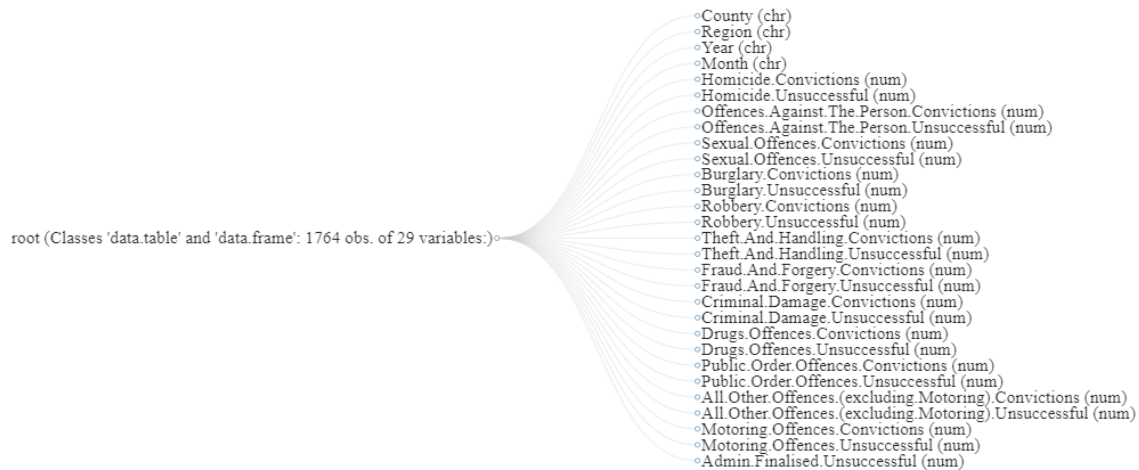 County (chr)
Region (chr)
Year (chr)
Month (chr)
Homicide.Convictions (num)
Homicide.Unsuccessful (num)
Offences.Against.The.Person.Convictions (num)
Offences.Against.The.Person.Unsuccessful (num)
Sexual.Offences.Convictions (num)
Sexual.Offences.Unsuccessful (num)
Burglary.Convictions (num)
Burglary.Unsuccessful (num)
Robbery.Convictions (num)
Robbery.Unsuccessful (num)
root (Classes 'data.table' and 'data.frame': 1764 obs. of 29 variables:)
Theft.And.Handling.Convictions (num)
Theft.And.Handling.Unsuccessful (num)
Fraud.And.Forgery.Convictions (num)
Fraud.And.Forgery.Unsuccessful (num)
Criminal.Damage.Convictions (num)
Criminal.Damage.Unsuccessful (num)
Drugs.Offences.Convictions (num)
Drugs.Offences.Unsuccessful (num)
Public.Order.Offences.Convictions (num)
Public.Order.Offences.Unsuccessful (num)
All.Other.Offences.(excluding.Motoring).Convictions (num)
All.Other.Offences.(excluding.Motoring).Unsuccessful (num)
Motoring.Offences.Convictions (num)
Motoring.Offences.Unsuccessful (num)
Admin.Finalised.Unsuccessful (num)